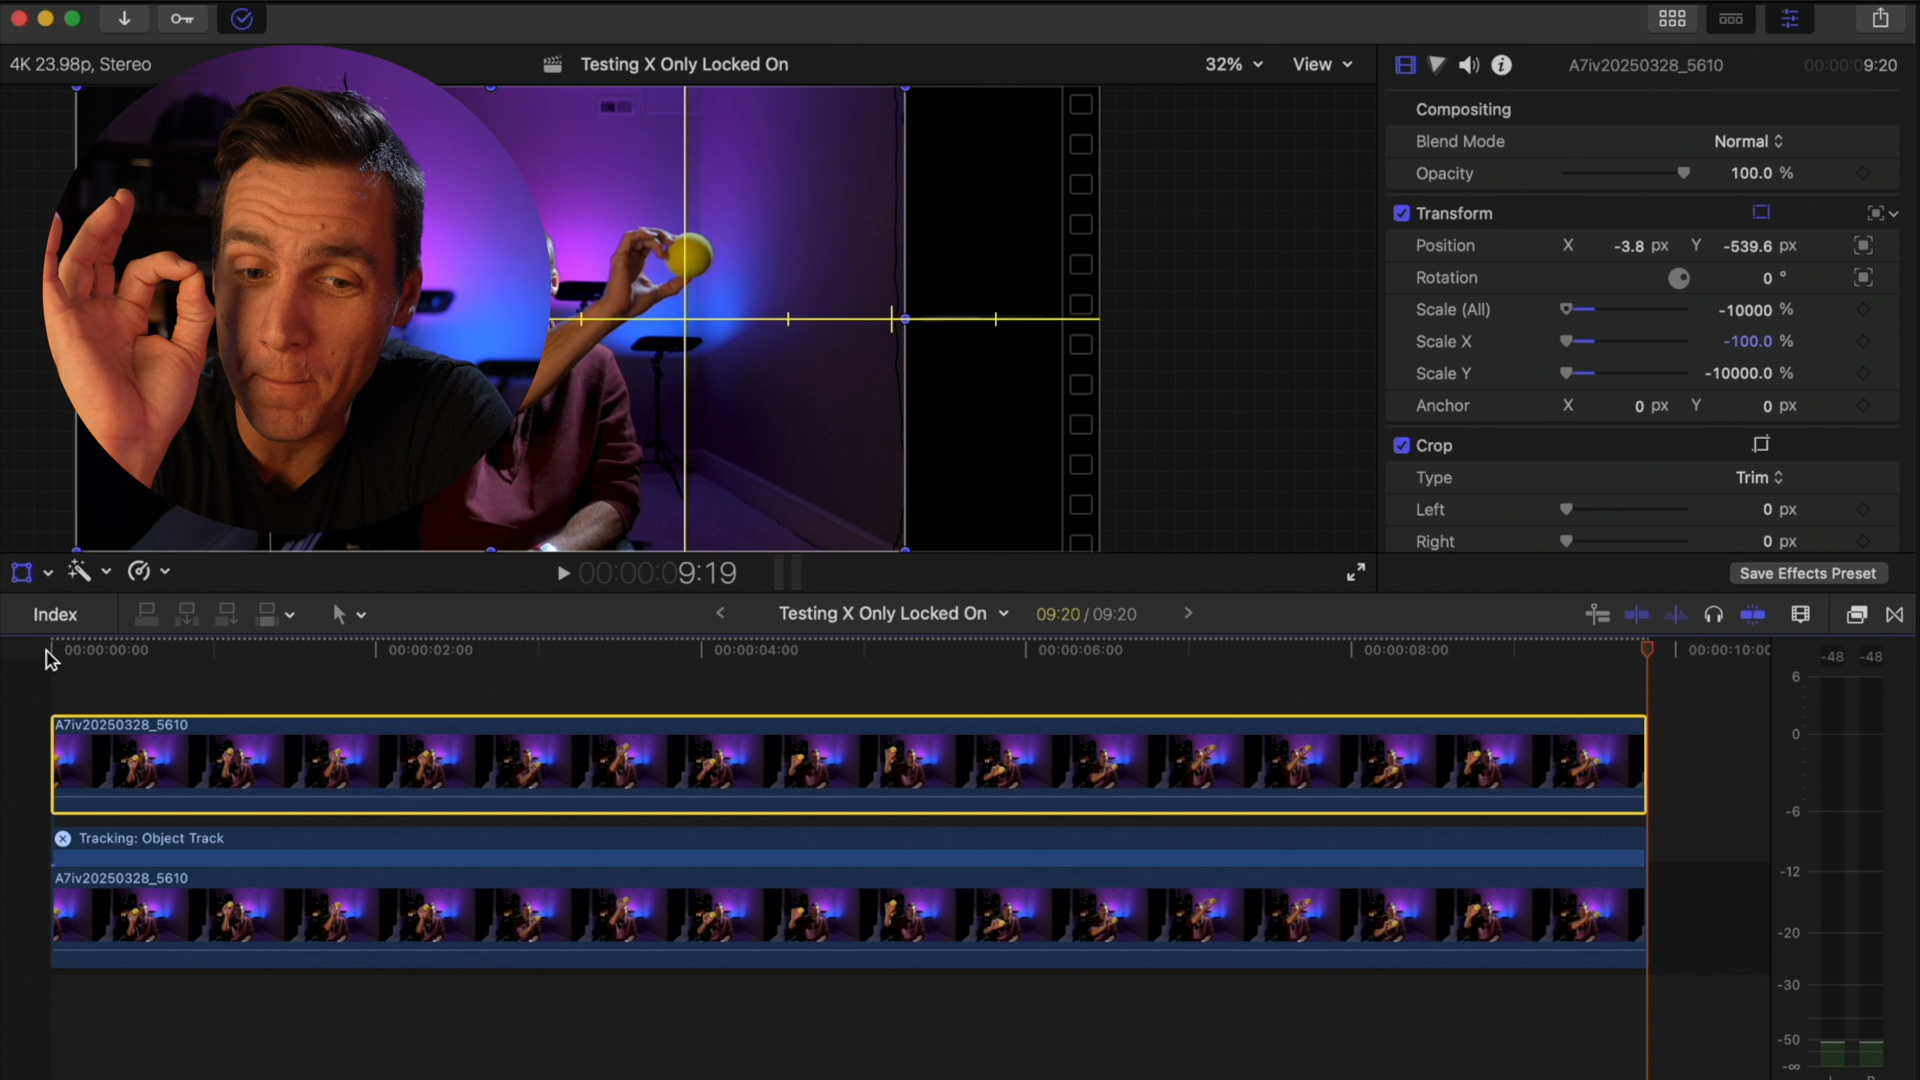 4K 23.98p, Stereo
Testing X Only Locked On
32%
View
A7iv20250328_5610
00:00:09:20
Compositing
Blend Mode
Normal
Opacity
100.0 %
Transform
Position
X
-3.8 px
Y
-539.6 px
Rotation
0 °
Scale (All)
-10000 %
Scale X
-100.0 %
Scale Y
-10000.0 %
Anchor
X
0 px
Y
0 px
Crop
Type
Trim
Left
0 px
Right
0 px
00:00:09:19
Save Effects Preset
Index
Testing X Only Locked On
09:20 / 09:20
00:00:00:00
00:00:02:00
00:00:04:00
00:00:06:00
00:00:08:00
00:00:10:00
-48 -48
6
0
-6
-12
-20
-30
-50
-∞
A7iv20250328_5610
Tracking: Object Track
A7iv20250328_5610